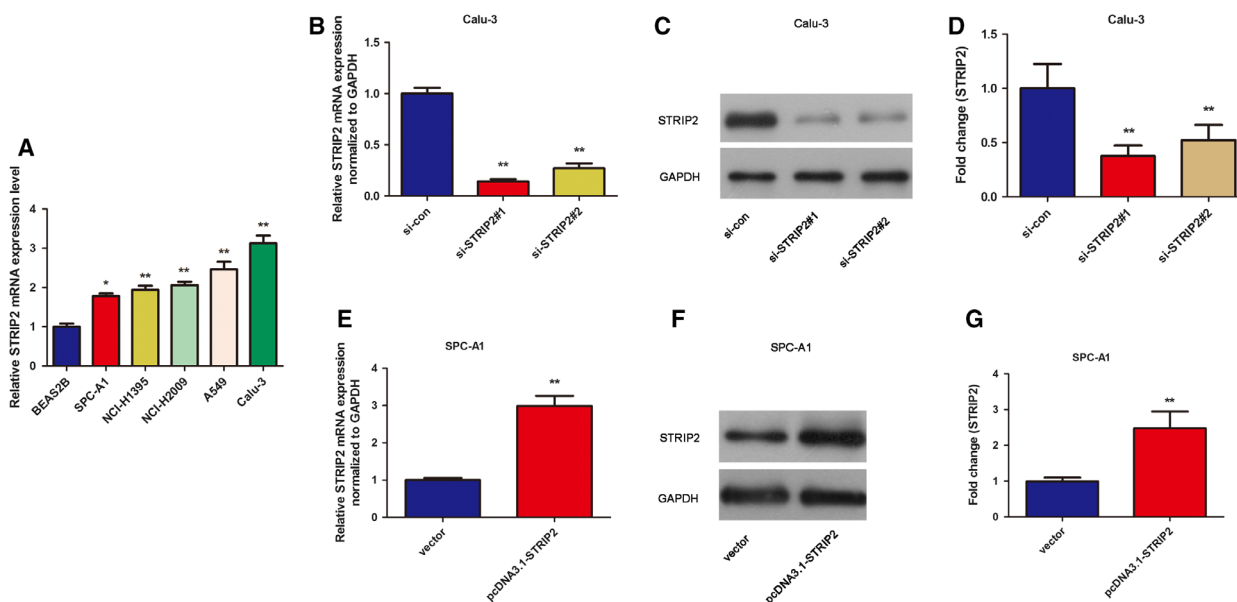 A
Relative STRIP2 mRNA expression level
4
3
2
1
0
*
**
**
**
**
BEAS2B
SPC-A1
NCI-H1395
NCI-H2009
A549
Calu-3
B
Calu-3
Relative STRIP2 mRNA expression
normalized to GAPDH
1.5
1.0
0.5
0.0
**
**
si-con
si-STRIP2#1
si-STRIP2#2
C
Calu-3
STRIP2
GAPDH
si-con
si-STRIP2#1
si-STRIP2#2
D
Calu-3
Fold change (STRIP2)
1.5
1.0
0.5
0.0
**
**
si-con
si-STRIP2#1
si-STRIP2#2
E
SPC-A1
Relative STRIP2 mRNA expression
normalized to GAPDH
4
3
2
1
0
**
vector
pcDNA3.1-STRIP2
F
SPC-A1
STRIP2
GAPDH
vector
pcDNA3.1-STRIP2
G
SPC-A1
Fold change (STRIP2)
4
3
2
1
0
**
vector
pcDNA3.1-STRIP2